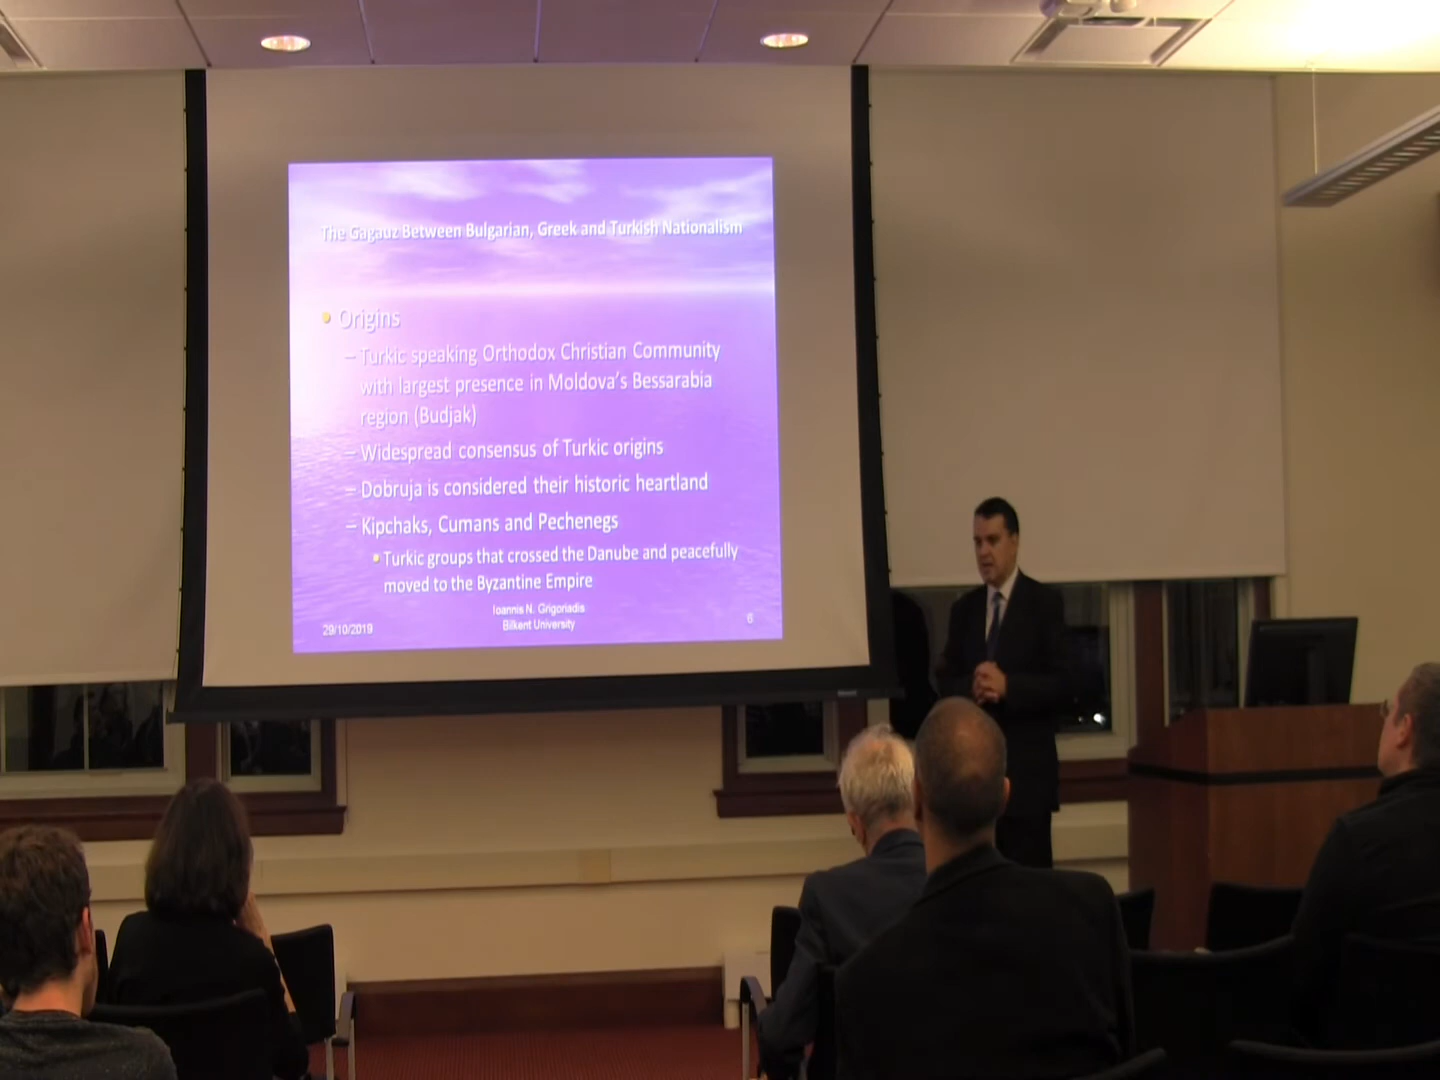 The Gagauz Between Bulgarian, Greek and Turkish Nationalism
• Origins
– Turkic speaking Orthodox Christian Community
with largest presence in Moldova's Bessarabia
region (Budjak)
– Widespread consensus of Turkic origins
– Dobruja is considered their historic heartland
– Kipchaks, Cumans and Pechenegs
• Turkic groups that crossed the Danube and peacefully
moved to the Byzantine Empire
29/10/2019
Ioannis N. Grigoriadis
Bilkent University
6